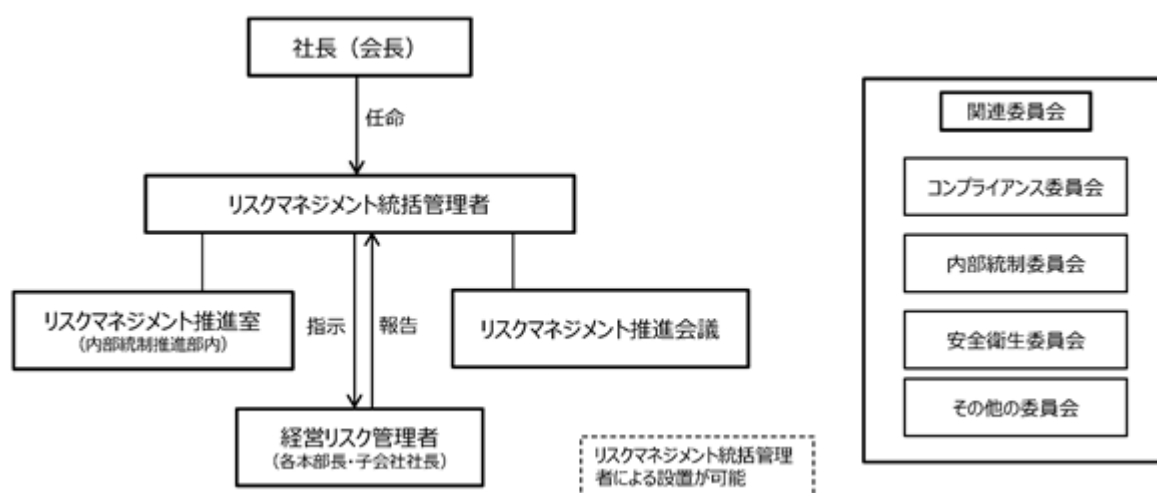 社長（会長）
任命
リスクマネジメント統括管理者
リスクマネジメント推進室
（内部統制推進部内）
指示
報告
リスクマネジメント推進会議
経営リスク管理者
（各本部長・子会社社長）
リスクマネジメント統括管理
者による設置が可能
関連委員会
コンプライアンス委員会
内部統制委員会
安全衛生委員会
その他の委員会